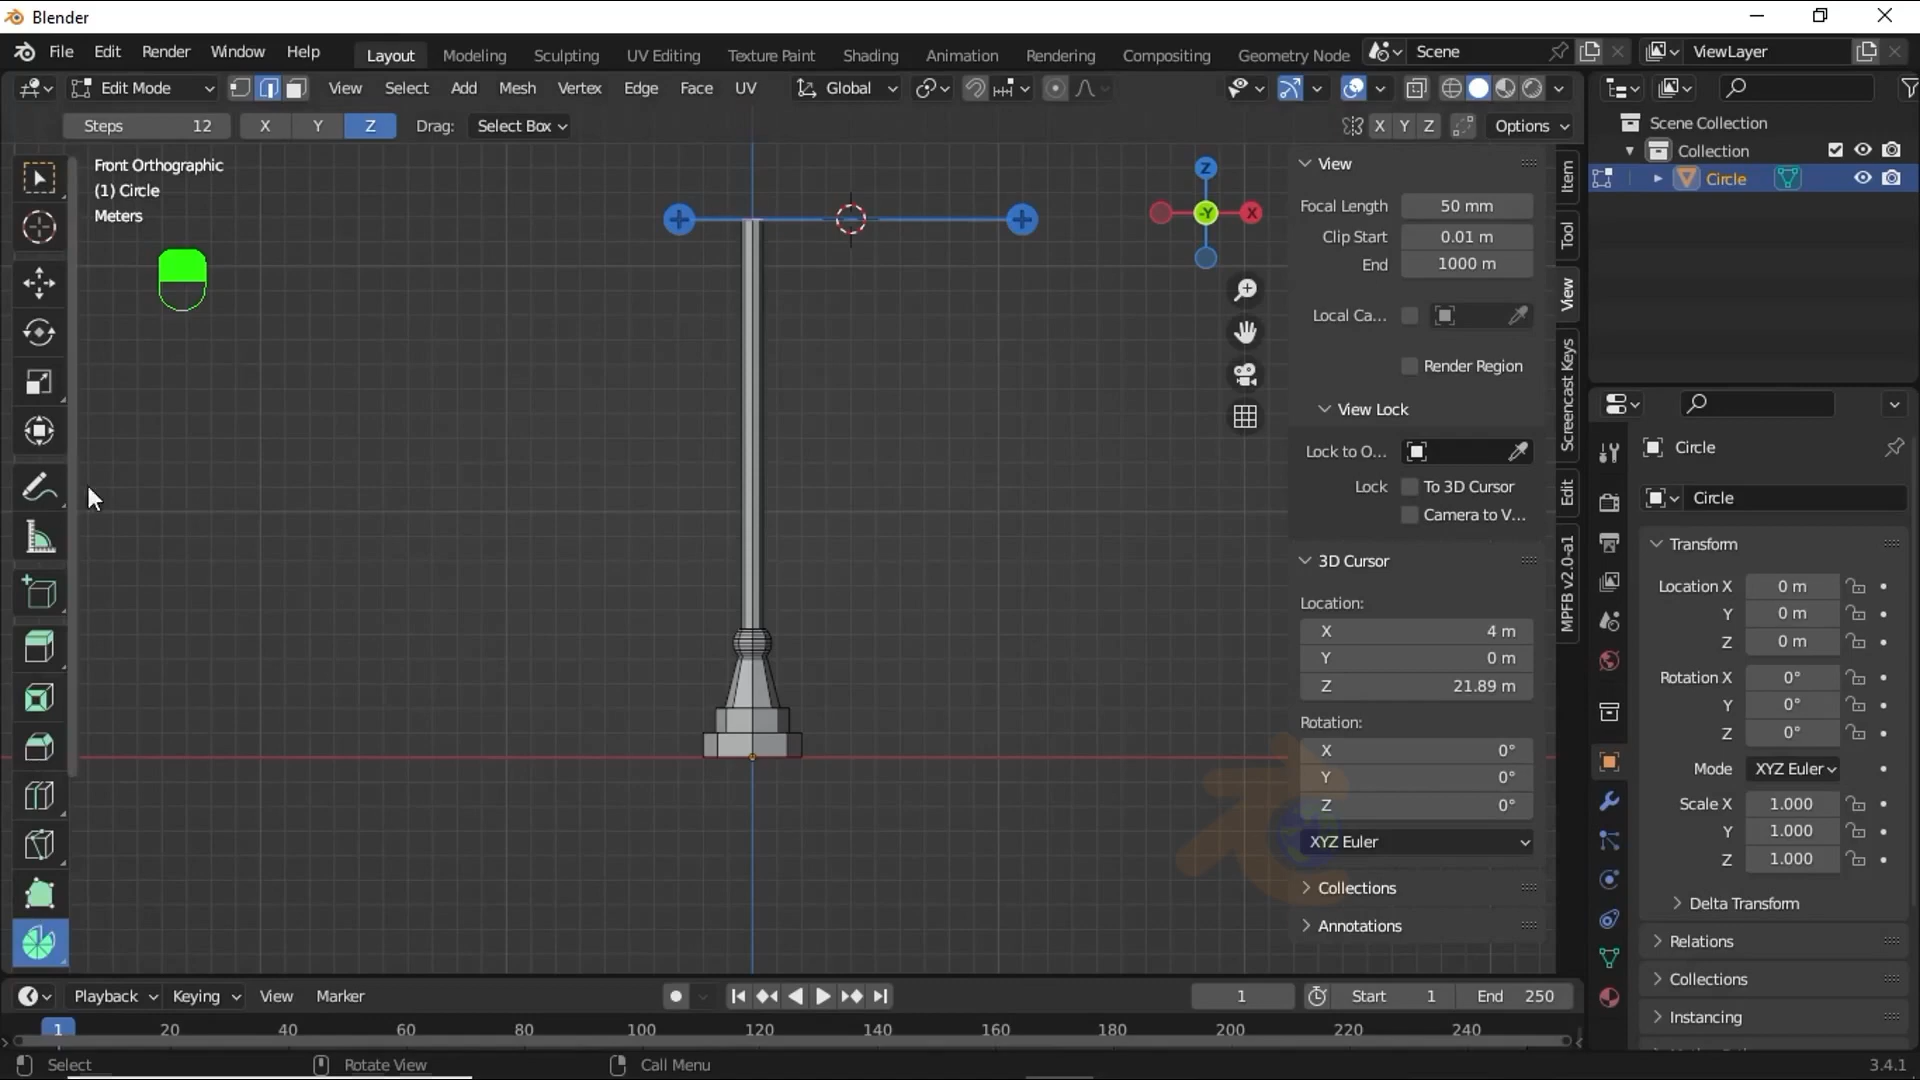 Blender
File Edit Render Window Help Layout Modeling Sculpting UV Editing Texture Paint Shading Animation Rendering Compositing Geometry Node Scene ViewLayer
Edit Mode View Select Add Mesh Vertex Edge Face UV Global
Steps 12 X Y Z Drag: Select Box X Y Z Options
Front Orthographic
(1) Circle
Meters
Z
-Y
X
View
Focal Length 50 mm
Clip Start 0.01 m
End 1000 m
Local Ca...
Render Region
View Lock
Lock to O...
Lock To 3D Cursor
Camera to V...
3D Cursor
Location:
X 4 m
Y 0 m
Z 21.89 m
Rotation:
X 0°
Y 0°
Z 0°
XYZ Euler
Collections
Annotations
Item
Tool
View
Screencast Keys
Edit
MPFB v2.0-a1
Scene Collection
Collection
Circle
Circle
Circle
Transform
Location X 0 m
Y 0 m
Z 0 m
Rotation X 0°
Y 0°
Z 0°
Mode XYZ Euler
Scale X 1.000
Y 1.000
Z 1.000
Delta Transform
Relations
Collections
Instancing
Playback Keying View Marker 1 Start 1 End 250
1 20 40 60 80 100 120 140 160 180 200 220 240
Select Rotate View Call Menu 3.4.1